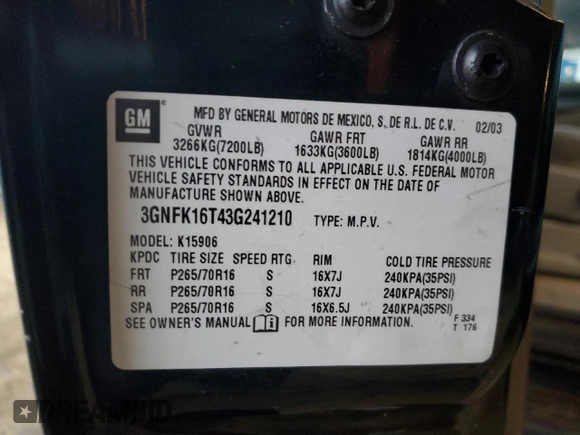 GM
MFD BY GENERAL MOTORS DE MEXICO, S. DE R.L. DE C.V. 02/03
GVWR GAWR FRT GAWR RR
3266KG(7200LB) 1633KG(3600LB) 1814KG(4000LB)
THIS VEHICLE CONFORMS TO ALL APPLICABLE U.S. FEDERAL MOTOR
VEHICLE SAFETY STANDARDS IN EFFECT ON THE DATE OF
MANUFACTURE SHOWN ABOVE.
3GNFK16T43G241210 TYPE: M.P.V.
MODEL: K15906
KPDC TIRE SIZE SPEED RTG RIM COLD TIRE PRESSURE
FRT P265/70R16 S 16X7J 240KPA(35PSI)
RR P265/70R16 S 16X7J 240KPA(35PSI)
SPA P265/70R16 S 16X6.5J 240KPA(35PSI)
SEE OWNER'S MANUAL i FOR MORE INFORMATION.
F 334
T 176
DREAMBID